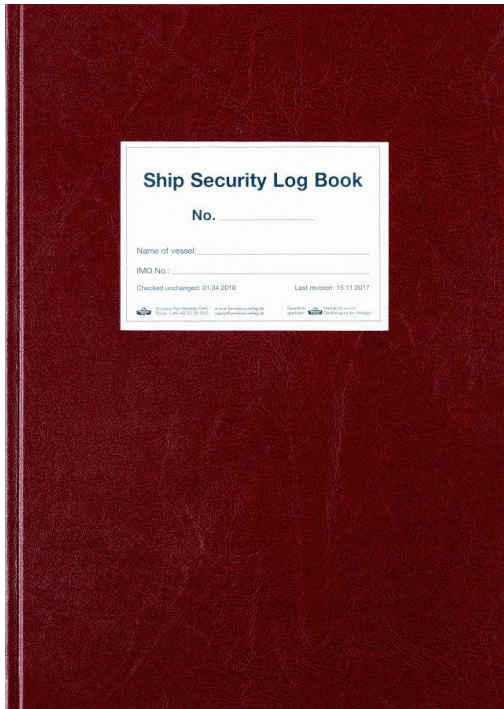 Ship Security Log Book
No.
Name of vessel:
IMO No.:
Checked unchanged: 01.04.2018 Last revision: 15.11.2017